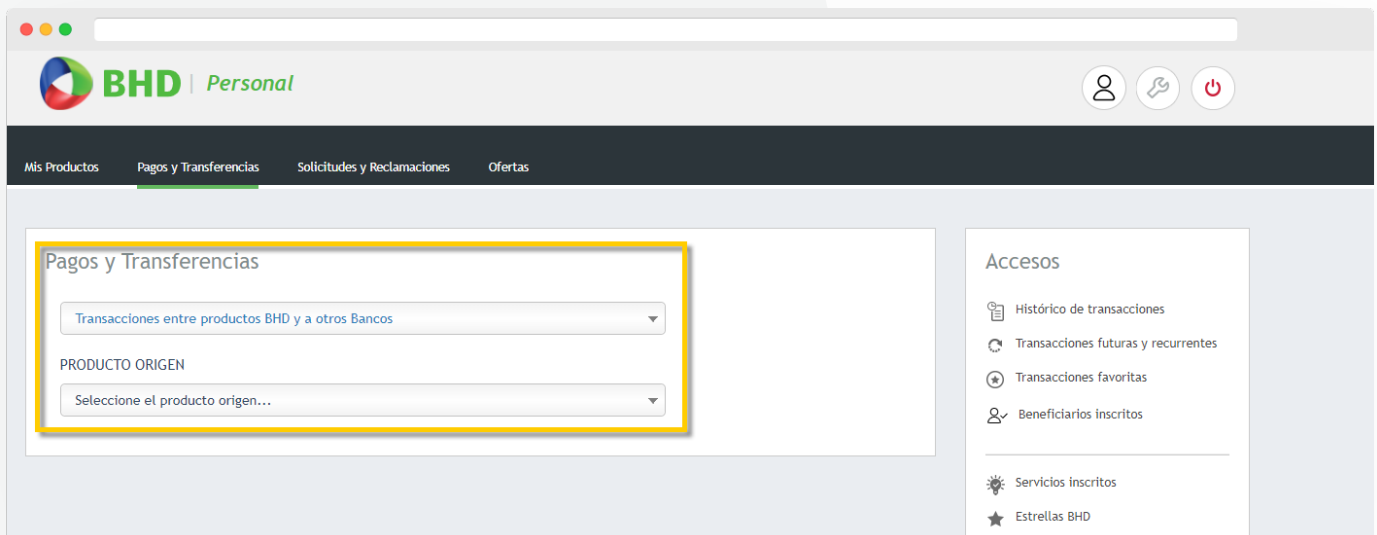 BHD | Personal
Mis Productos Pagos y Transferencias Solicitudes y Reclamaciones Ofertas
Pagos y Transferencias
Transacciones entre productos BHD y a otros Bancos
PRODUCTO ORIGEN
Seleccione el producto origen...
Accesos
Histórico de transacciones
Transacciones futuras y recurrentes
Transacciones favoritas
Beneficiarios inscritos
Servicios inscritos
Estrellas BHD